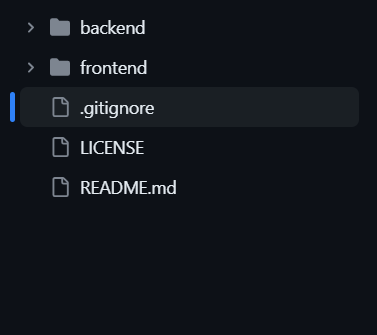 backend
frontend
.gitignore
LICENSE
README.md